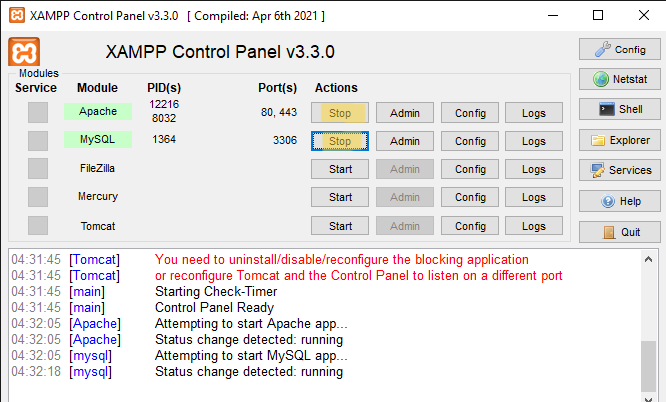 XAMPP Control Panel v3.3.0 [ Compiled: Apr 6th 2021 ]
XAMPP Control Panel v3.3.0
Config
Modules
Service Module PID(s) Port(s) Actions
Netstat
Apache 12216 8032 80, 443 Stop Admin Config Logs
Shell
MySQL 1364 3306 Stop Admin Config Logs
Explorer
FileZilla Start Admin Config Logs
Services
Mercury Start Admin Config Logs
Help
Tomcat Start Admin Config Logs
Quit
04:31:45 [Tomcat] You need to uninstall/disable/reconfigure the blocking application
04:31:45 [Tomcat] or reconfigure Tomcat and the Control Panel to listen on a different port
04:31:45 [main] Starting Check-Timer
04:31:45 [main] Control Panel Ready
04:32:05 [Apache] Attempting to start Apache app...
04:32:05 [Apache] Status change detected: running
04:32:05 [mysql] Attempting to start MySQL app...
04:32:18 [mysql] Status change detected: running